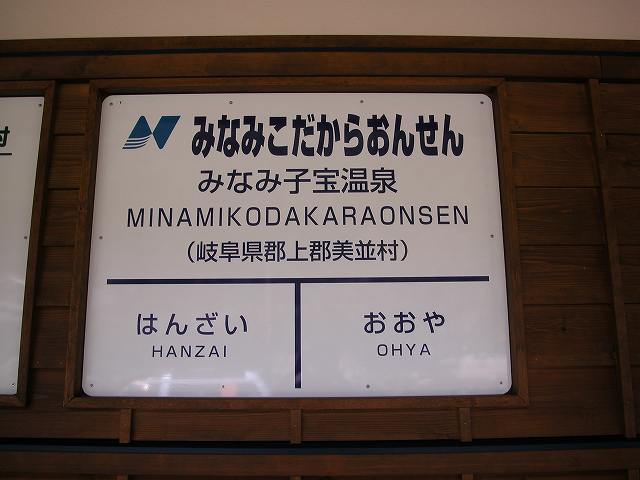 みなみこだからおんせん
みなみ子宝温泉
MINAMIKODAKARAONSEN
(岐阜県郡上郡美並村)
はんざい
HANZAI
おおや
OHYA
村